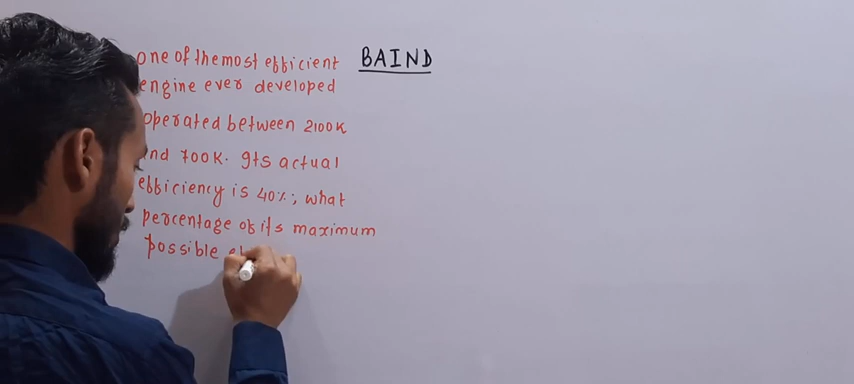 one of the most efficient
BAIND
engine ever developed
operated between 2100K
and 700K. Its actual
efficiency is 40%, what
percentage of its maximum
possible